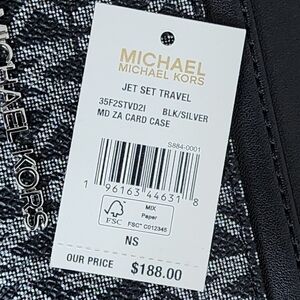 MICHAEL
MICHAEL KORS
JET SET TRAVEL
35F2STVD2I BLK/SILVER
MD ZA CARD CASE
S884-0001
1 96163 44631 8
FSC
MIX
Paper
FSC™ C012345
NS
OUR PRICE $188.00
MICHAEL KORS